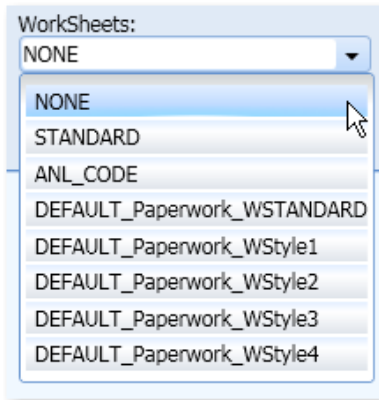 WorkSheets:
NONE
NONE
STANDARD
ANL_CODE
DEFAULT_Paperwork_WSTANDARD
DEFAULT_Paperwork_WStyle1
DEFAULT_Paperwork_WStyle2
DEFAULT_Paperwork_WStyle3
DEFAULT_Paperwork_WStyle4